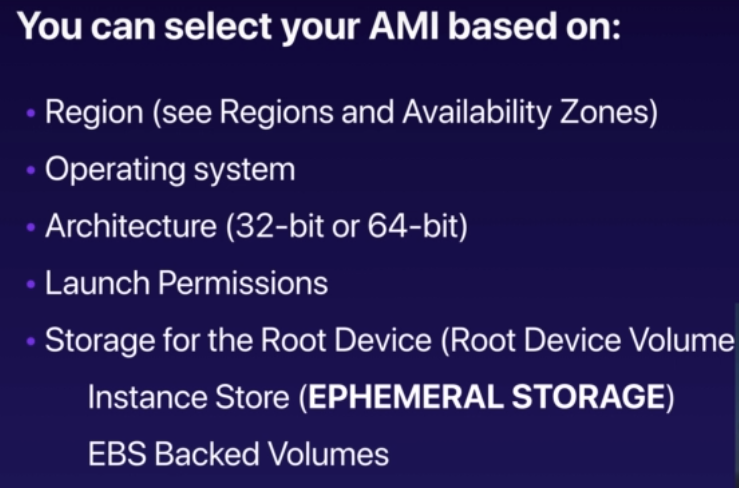 You can select your AMI based on:
• Region (see Regions and Availability Zones)
• Operating system
• Architecture (32-bit or 64-bit)
• Launch Permissions
• Storage for the Root Device (Root Device Volume
Instance Store (EPHEMERAL STORAGE)
EBS Backed Volumes